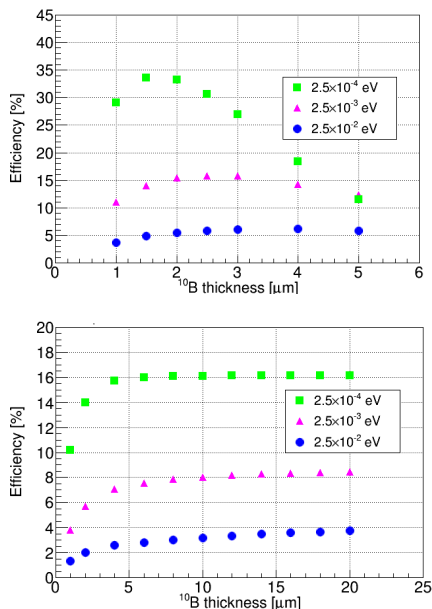 45
40
35
30
25
20
15
10
5
0
Efficiency [%]
2.5×10⁻⁴ eV
2.5×10⁻³ eV
2.5×10⁻² eV
0 1 2 3 4 5 6
¹⁰B thickness [μm]
20
18
16
14
12
10
8
6
4
2
0
Efficiency [%]
2.5×10⁻⁴ eV
2.5×10⁻³ eV
2.5×10⁻² eV
0 5 10 15 20 25
¹⁰B thickness [μm]